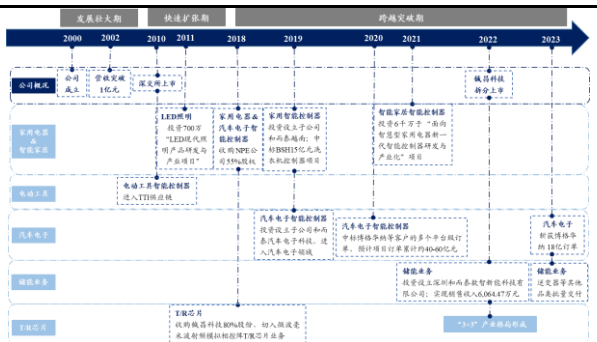 发展壮大期
快速扩张期
跨越突破期
2000
2002
2010
2011
2018
2019
2020
2021
2022
2023
公司概况
公司
成立
营收突破
1亿元
深交所上市
铖昌科技
拆分上市
家用电器
&
智能家居
LED照明
投资700万
“LED现代照
明产品研发与
产业项目”
家用电器&
汽车电子智
能控制器
收购NPE公
司55%股权
家用智能控制器
投资设立子公司
和而泰越南;中
标BSH15亿元洗
衣机控制器项目
智能家居智能控制器
投资6千万于“面向
智慧型家用电器新一
代智能控制器研发与
产业化”项目
电动工具
电动工具智能控制器
进入TTI供应链
汽车电子
汽车电子智能控制器
投资设立子公司和而
泰汽车电子科技,进
入汽车电子领域
汽车电子智能控制器
中标博格华纳等客户的多个平台级订
单,预计项目订单累计约40-60亿元
汽车电子
新获博格华
纳18亿订单
储能业务
储能业务
投资设立深圳和而泰数智新能科技有
限公司;实现销售收入6,064.47万元
储能业务
逆变器等其他
品类批量交付
T/R芯片
T/R芯片
收购铖昌科技80%股份,切入微波毫
米波射频模拟相控阵T/R芯片业务
“3+3”产业格局形成